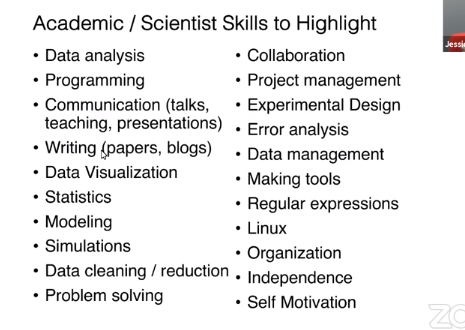 Academic / Scientist Skills to Highlight
• Data analysis
• Programming
• Communication (talks,
teaching, presentations)
• Writing (papers, blogs)
• Data Visualization
• Statistics
• Modeling
• Simulations
• Data cleaning / reduction
• Problem solving
• Collaboration
• Project management
• Experimental Design
• Error analysis
• Data management
• Making tools
• Regular expressions
• Linux
• Organization
• Independence
• Self Motivation